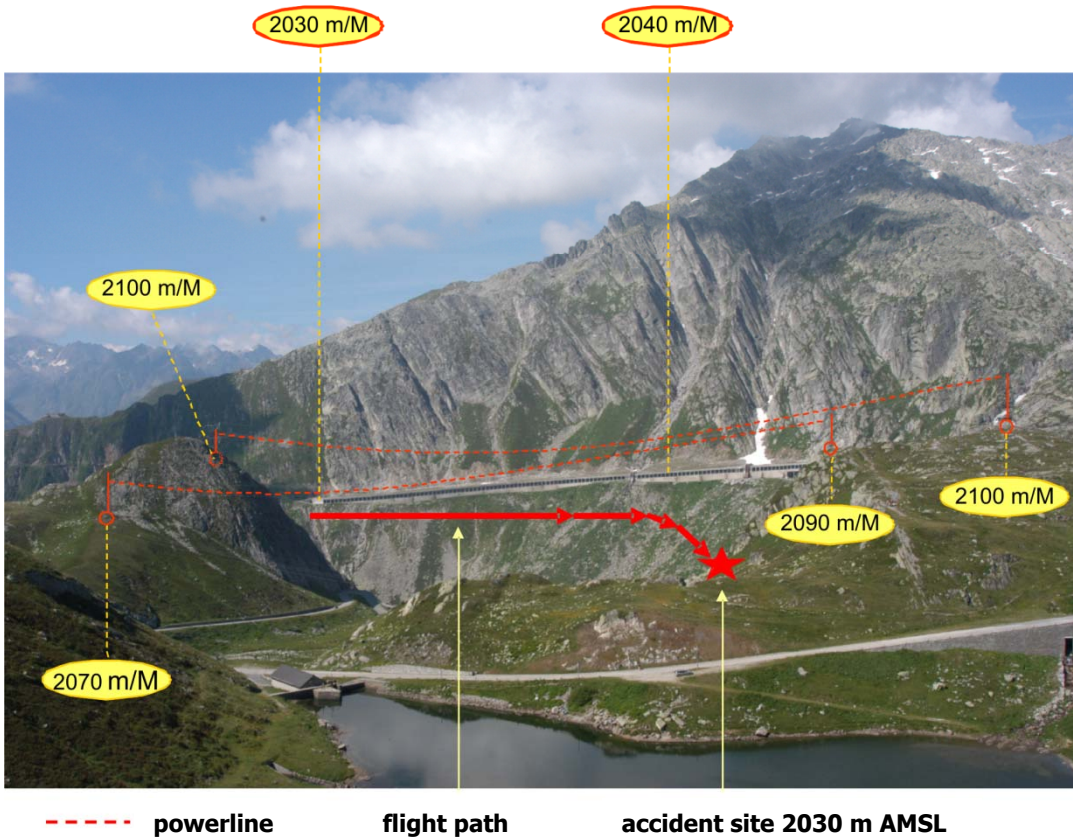 2030 m/M
2040 m/M
2100 m/M
2100 m/M
2090 m/M
2070 m/M
powerline
flight path
accident site 2030 m AMSL